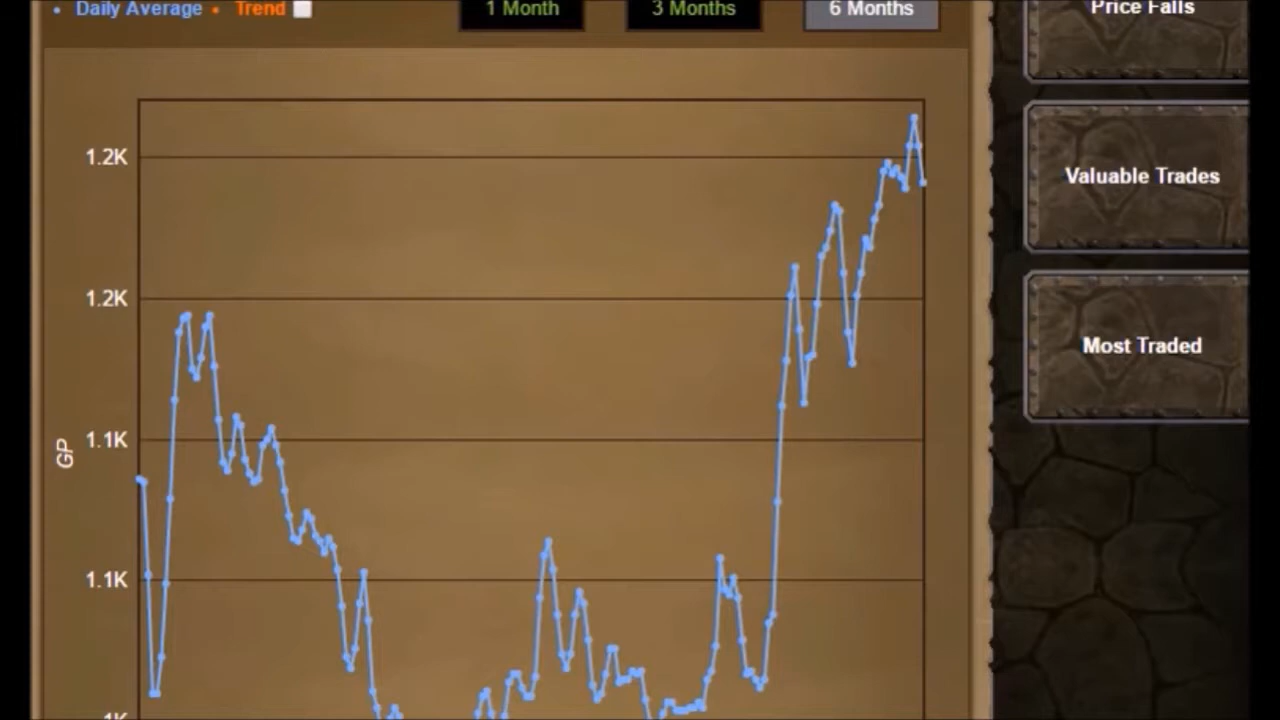 Daily Average Trend 1 Month 3 Months 6 Months
Price Falls
1.2K
Valuable Trades
1.2K
Most Traded
1.1K
GP
1.1K
1K